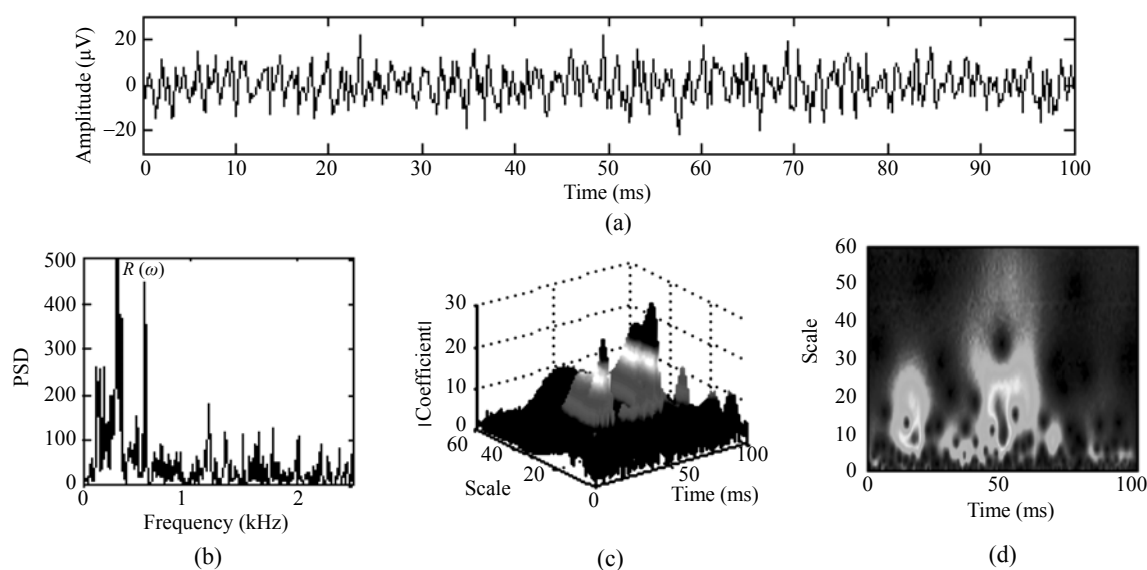 Amplitude (μV)
20
0
–20
0 10 20 30 40 50 60 70 80 90 100
Time (ms)
(a)
PSD
500
400
300
200
100
0
R (ω)
0 1 2
Frequency (kHz)
(b)
|Coefficient|
30
20
10
0
60
40
20
0
Scale
50
100
Time (ms)
(c)
Scale
60
50
40
30
20
10
0
0 50 100
Time (ms)
(d)